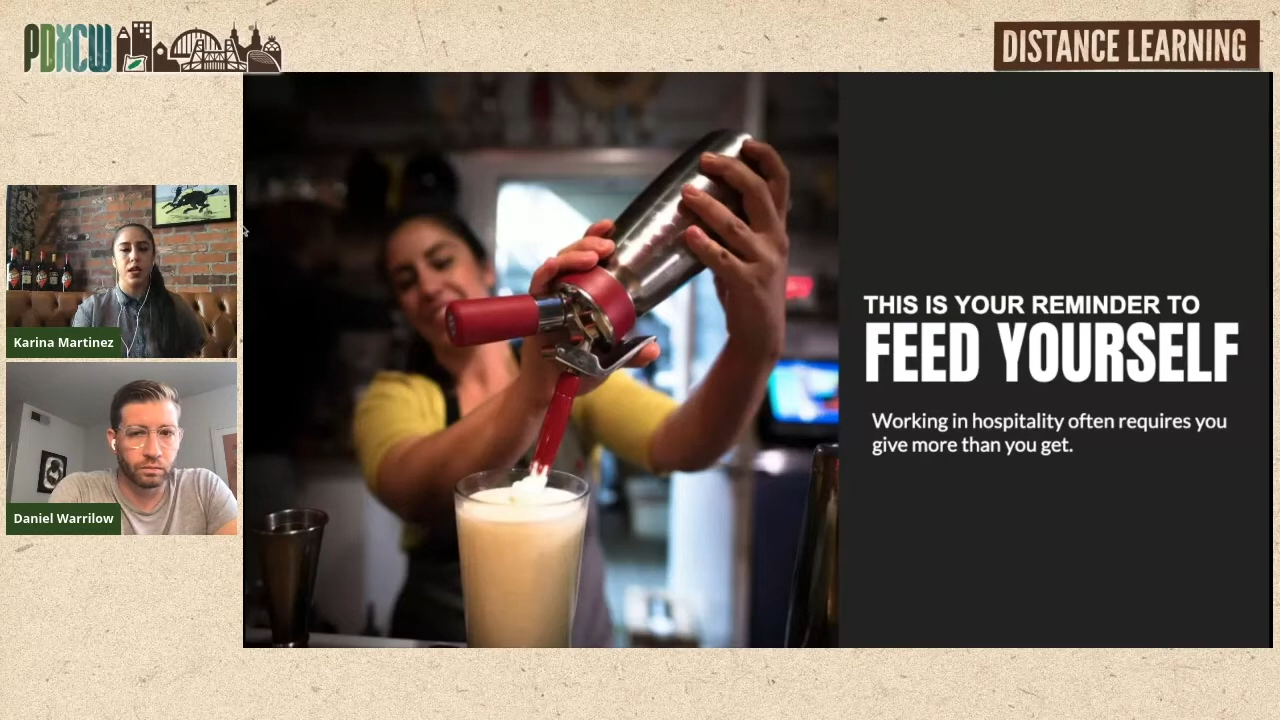 PDXCW
DISTANCE LEARNING
Karina Martinez
Daniel Warrilow
THIS IS YOUR REMINDER TO
FEED YOURSELF
Working in hospitality often requires you
give more than you get.